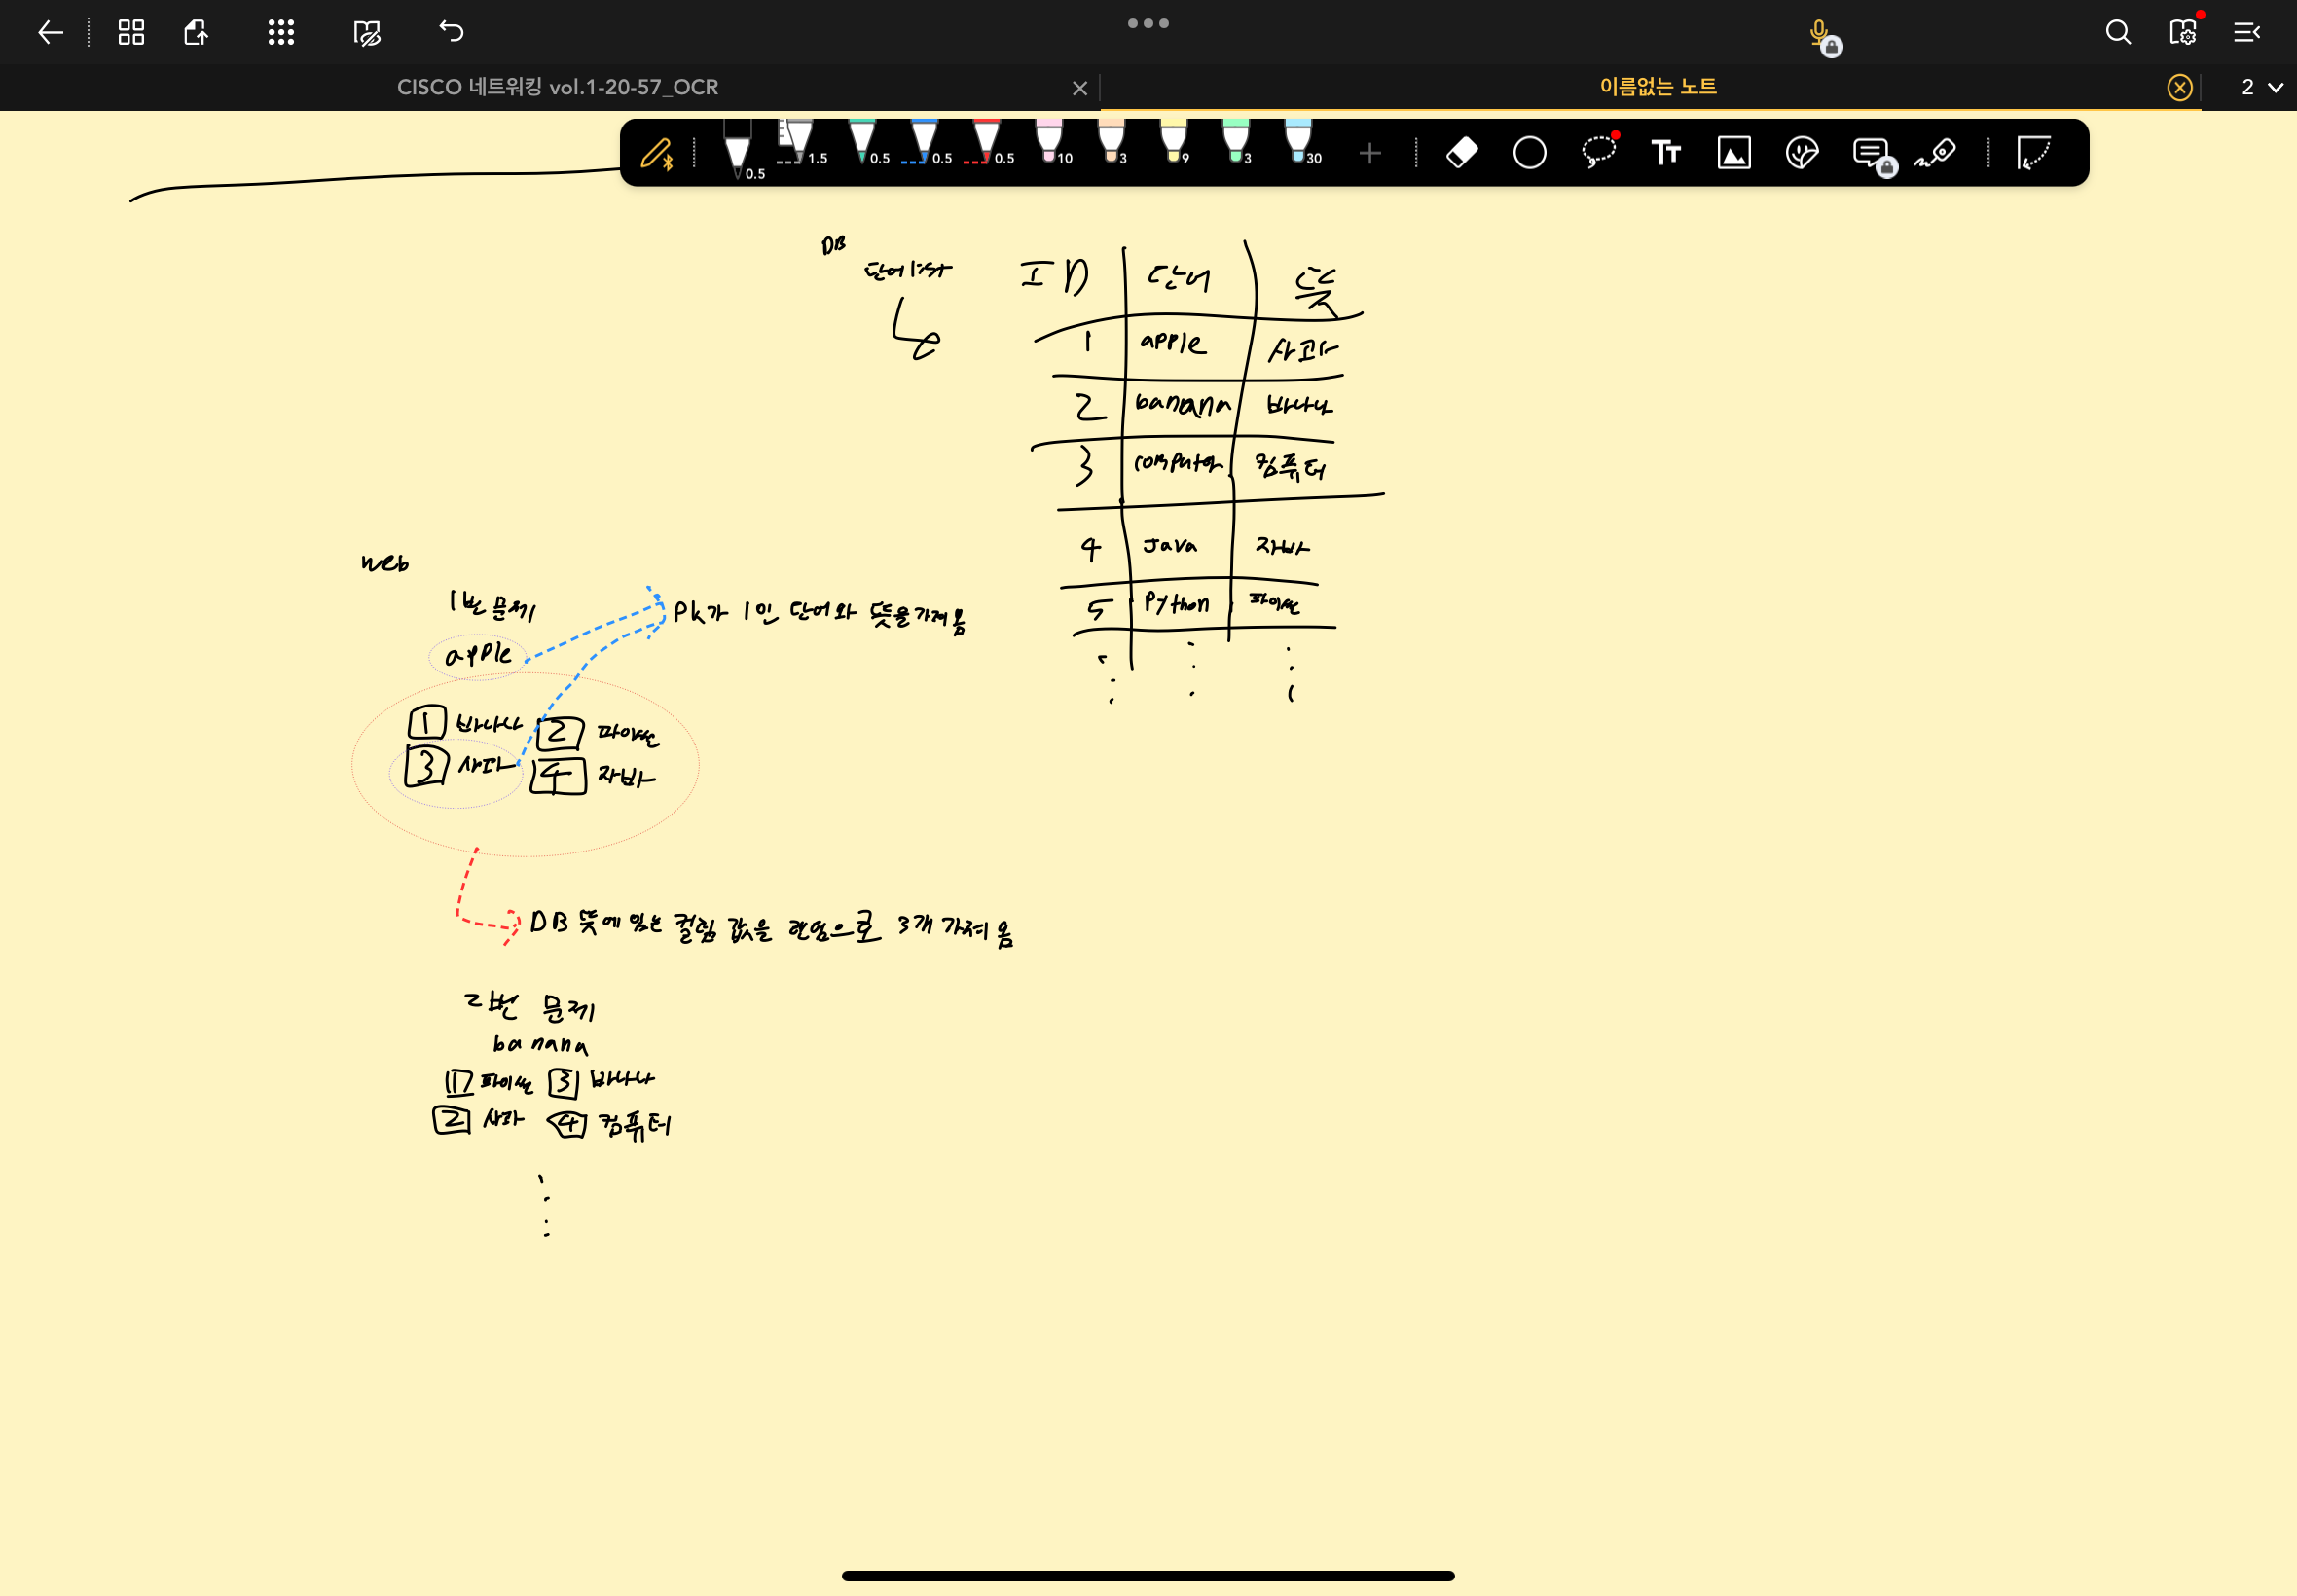 CISCO 네트워킹 vol.1-20-57_OCR
이름없는 노트
2
0.5 1.5 0.5 0.5 0.5 10 3 9 3 30
Tт
DB
단어 list
ID 단어 뜻
1 apple 사과
2 banana 바나나
3 computer 컴퓨터
4 Java 자바
5 Python 파이썬
web
1번 문제
apple
PK가 1인 단어와 뜻을 가져옴
1 바나나 2 파이썬
3 사과 4 자바
DB 뜻에 있는 컬럼 값을 랜덤으로 3개 가져옴
2번 문제
banana
1 파이썬 3 바나나
2 사과 4 컴퓨터